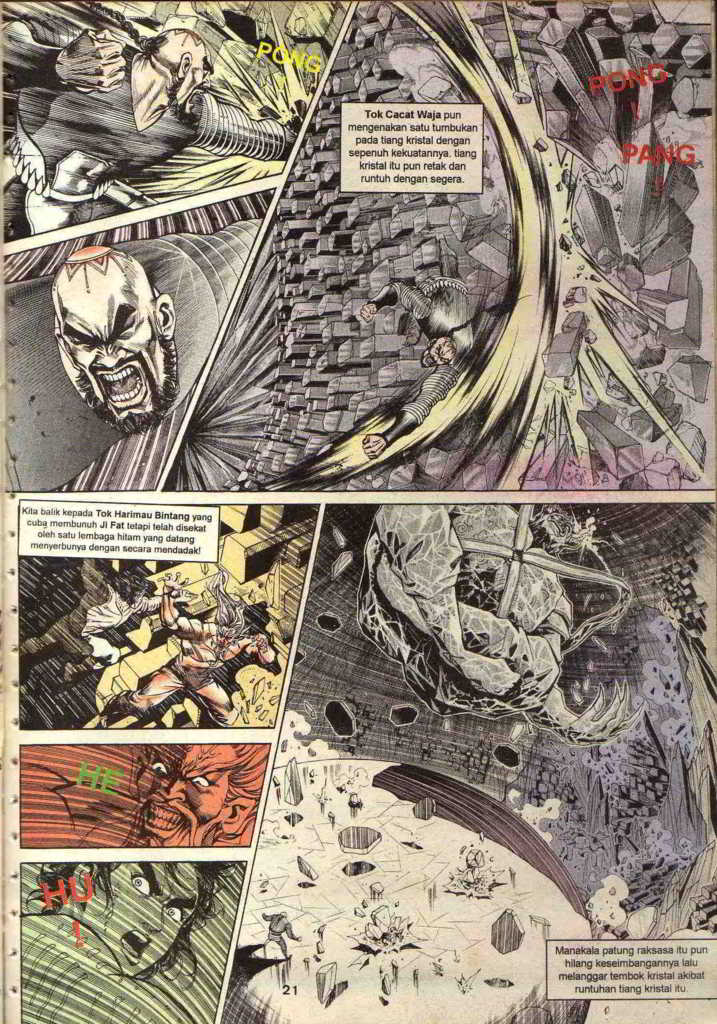 PONG
!
PONG
!
PANG
!
Tok Cacat Waja pun
mengenakan satu tumbukan
pada tiang kristal dengan
sepenuh kekuatannya. tiang
kristal itu pun retak dan
runtuh dengan segera.
Kita balik kepada Tok Harimau Bintang yang
cuba membunuh Ji Fat tetapi telah disekat
oleh satu lembaga hitam yang datang
menyerbunya dengan secara mendadak!
HE
HU
!
Manakala patung raksasa itu pun
hilang keseimbangannya lalu
melanggar tembok kristal akibat
runtuhan tiang kristal itu.
21